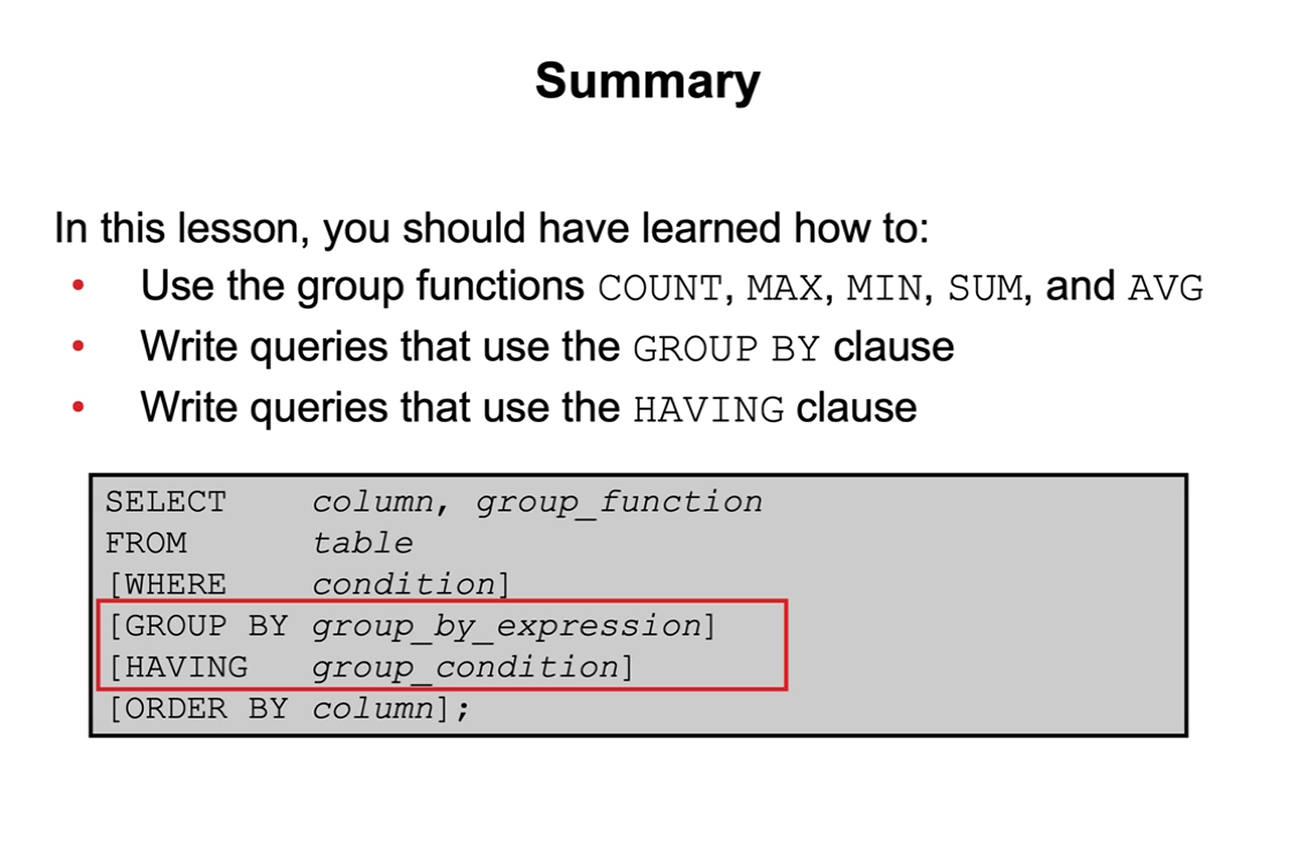 Summary
In this lesson, you should have learned how to:
• Use the group functions COUNT, MAX, MIN, SUM, and AVG
• Write queries that use the GROUP BY clause
• Write queries that use the HAVING clause
SELECT column, group_function
FROM table
[WHERE condition]
[GROUP BY group_by_expression]
[HAVING group_condition]
[ORDER BY column];